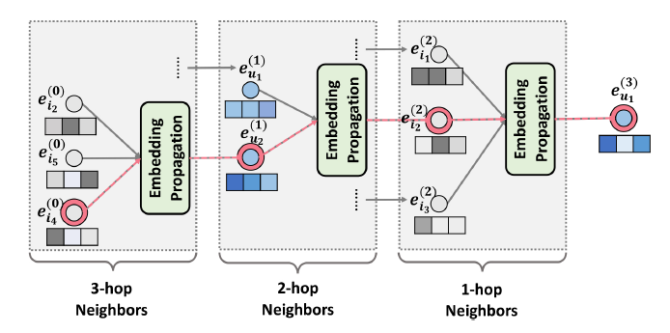 e_{i_2}^{(0)}
e_{i_5}^{(0)}
e_{i_4}^{(0)}
Embedding
Propagation
3-hop
Neighbors
e_{u_1}^{(1)}
e_{u_2}^{(1)}
Embedding
Propagation
2-hop
Neighbors
e_{i_1}^{(2)}
e_{i_2}^{(2)}
e_{i_3}^{(2)}
Embedding
Propagation
1-hop
Neighbors
e_{u_1}^{(3)}